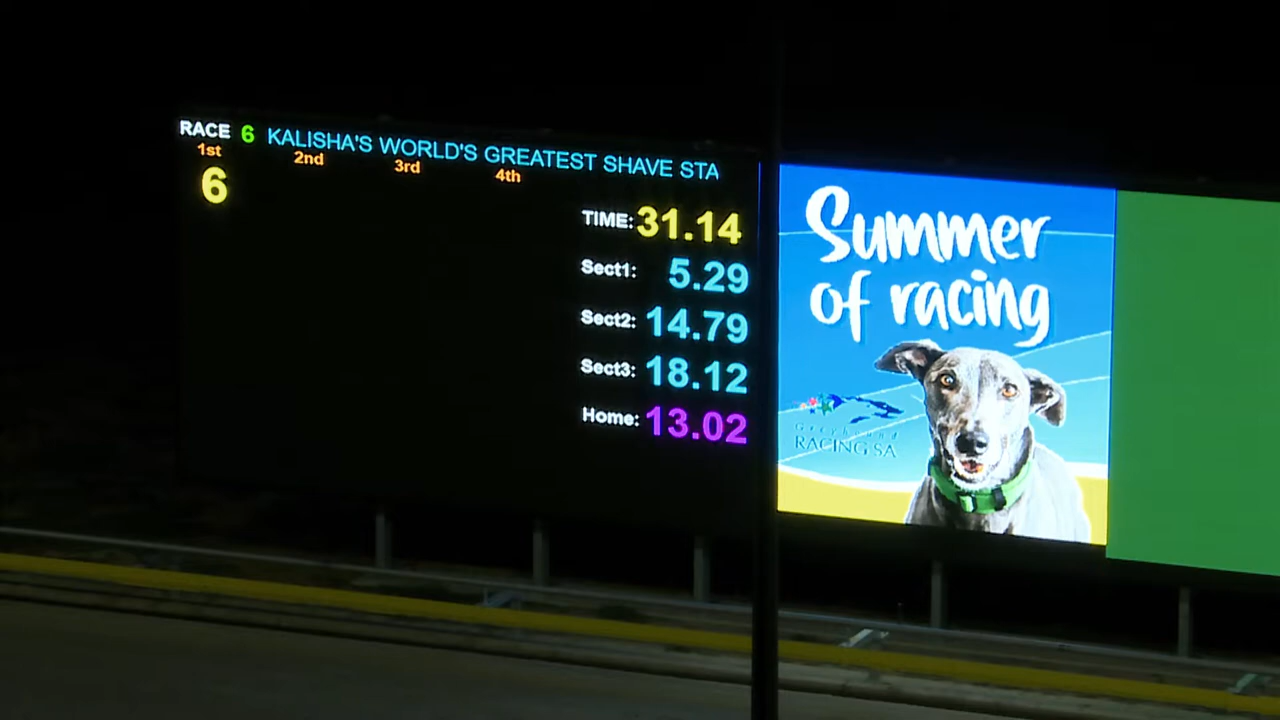 RACE 6 KALISHA'S WORLD'S GREATEST SHAVE STA
1st 2nd 3rd 4th
6
TIME: 31.14
Sect1: 5.29
Sect2: 14.79
Sect3: 18.12
Home: 13.02
Summer
of racing
Greyhound
RACING SA